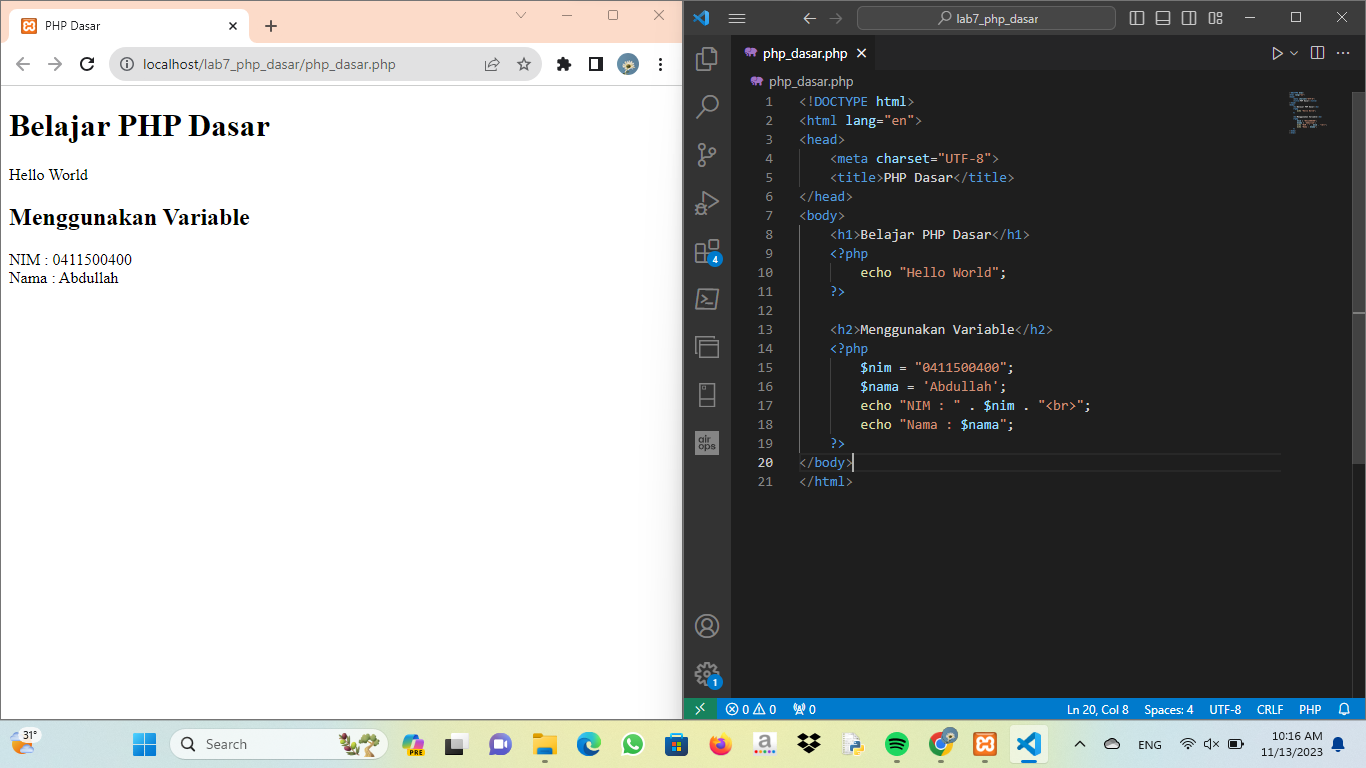 PHP Dasar
localhost/lab7_php_dasar/php_dasar.php
Belajar PHP Dasar
Hello World
Menggunakan Variable
NIM : 0411500400
Nama : Abdullah
lab7_php_dasar
php_dasar.php
php_dasar.php
1 <!DOCTYPE html>
2 <html lang="en">
3 <head>
4 <meta charset="UTF-8">
5 <title>PHP Dasar</title>
6 </head>
7 <body>
8 <h1>Belajar PHP Dasar</h1>
9 <?php
10 echo "Hello World";
11 ?>
12
13 <h2>Menggunakan Variable</h2>
14 <?php
15 $nim = "0411500400";
16 $nama = 'Abdullah';
17 echo "NIM : " . $nim . "<br>";
18 echo "Nama : $nama";
19 ?>
20 </body>
21 </html>
4
air
ops
1
0 0 0
Ln 20, Col 8 Spaces: 4 UTF-8 CRLF PHP
31°
Search
PRE
a
ENG
10:16 AM
11/13/2023